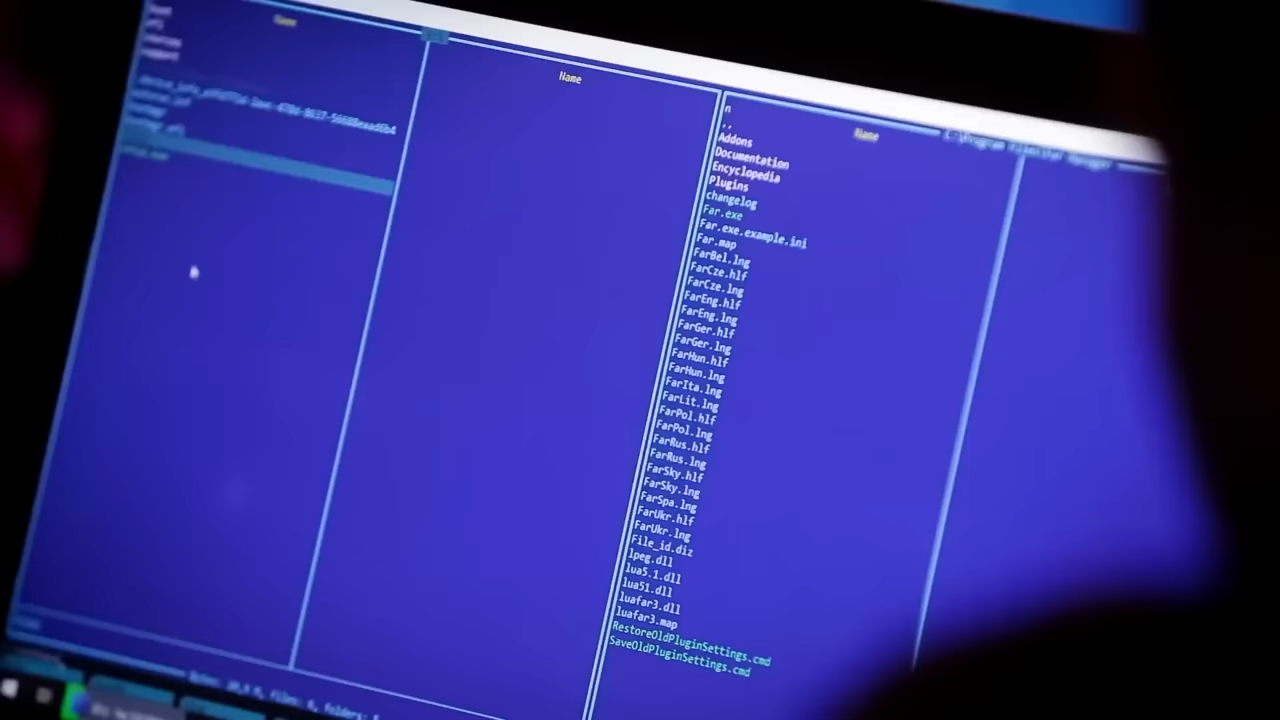 Name
Name
Name
n
..
Addons
Documentation
Encyclopedia
Plugins
changelog
Far.exe
Far.exe.example.ini
Far.map
FarBel.lng
FarCze.hlf
FarCze.lng
FarEng.hlf
FarEng.lng
FarGer.hlf
FarGer.lng
FarHun.hlf
FarHun.lng
FarIta.lng
FarLit.lng
FarPol.hlf
FarPol.lng
FarRus.hlf
FarRus.lng
FarSky.hlf
FarSky.lng
FarSpa.lng
FarUkr.hlf
FarUkr.lng
File_id.diz
lpeg.dll
lua5.1.dll
lua51.dll
luafar3.dll
luafar3.map
RestoreOldPluginSettings.cmd
SaveOldPluginSettings.cmd